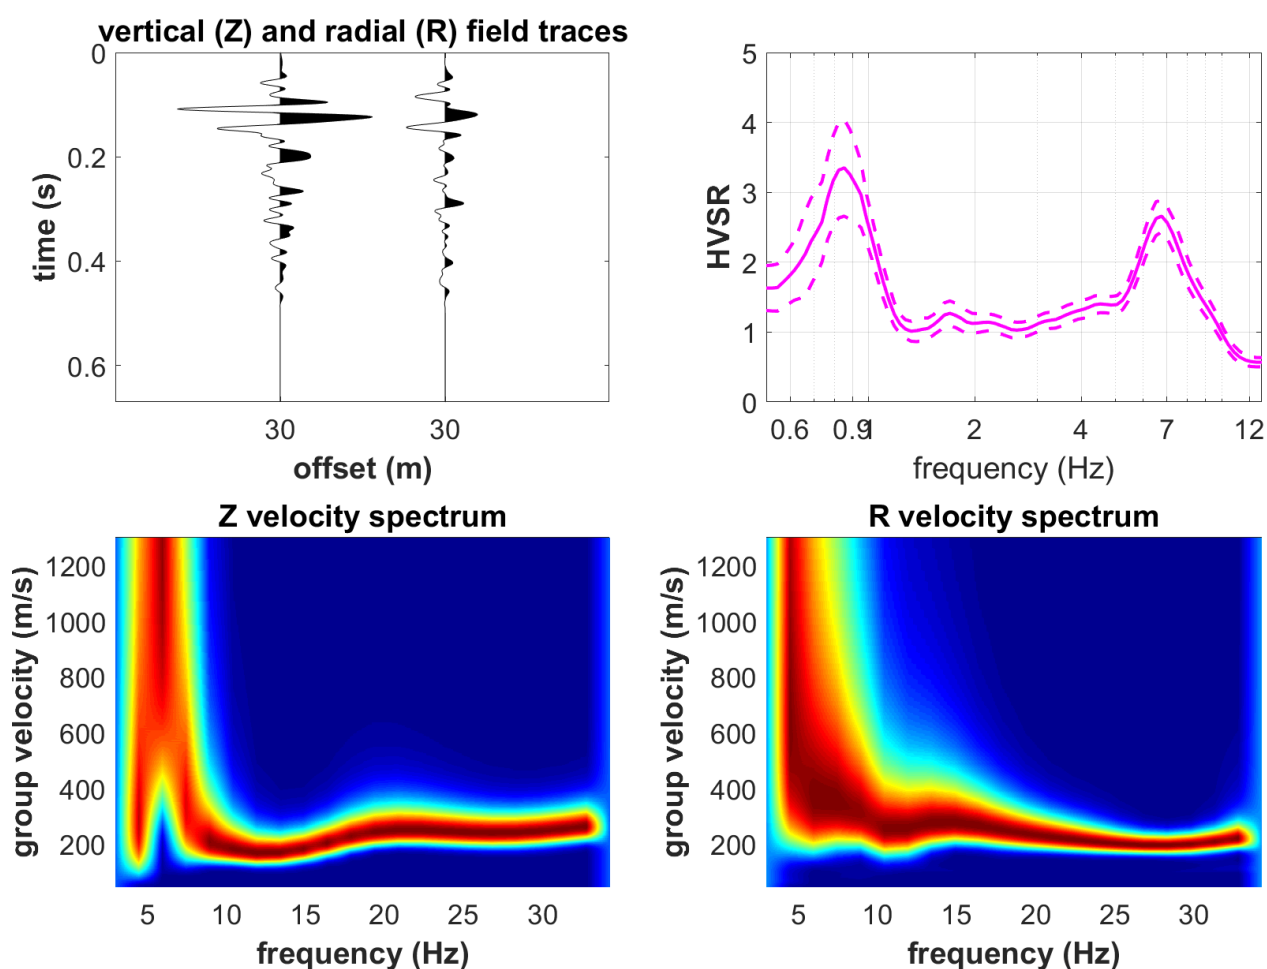 vertical (Z) and radial (R) field traces
0
0.2
0.4
0.6
time (s)
30 30
offset (m)
5
4
3
2
1
0
HVSR
0.6 0.9 1 2 4 7 12
frequency (Hz)
Z velocity spectrum
1200
1000
800
600
400
200
group velocity (m/s)
5 10 15 20 25 30
frequency (Hz)
R velocity spectrum
1200
1000
800
600
400
200
group velocity (m/s)
5 10 15 20 25 30
frequency (Hz)